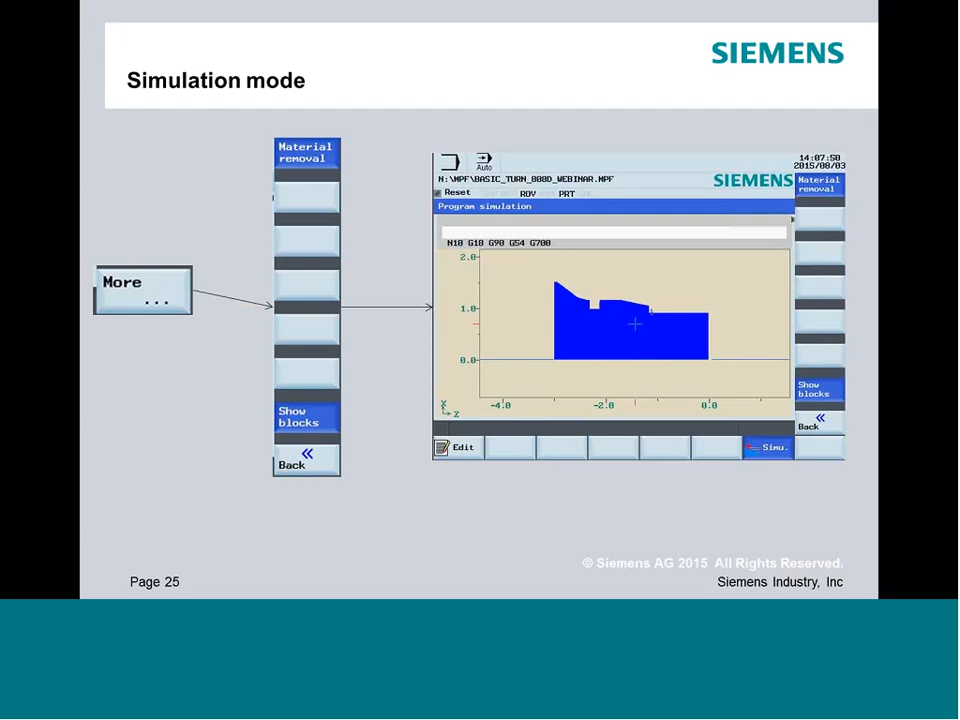 SIEMENS
Simulation mode
Material
removal
Show
blocks
«
Back
More
...
Auto
14:07:50
2015/08/03
N:\MPF\BASIC_TURN_808D_WEBINAR.MPF
SIEMENS
Reset
ROV
PRT
Program simulation
N10 G18 G90 G54 G700
2.0
1.0
0.0
X
Z
-4.0
-2.0
0.0
Material
removal
Show
blocks
«
Back
Edit
Simu.
© Siemens AG 2015 All Rights Reserved.
Page 25
Siemens Industry, Inc